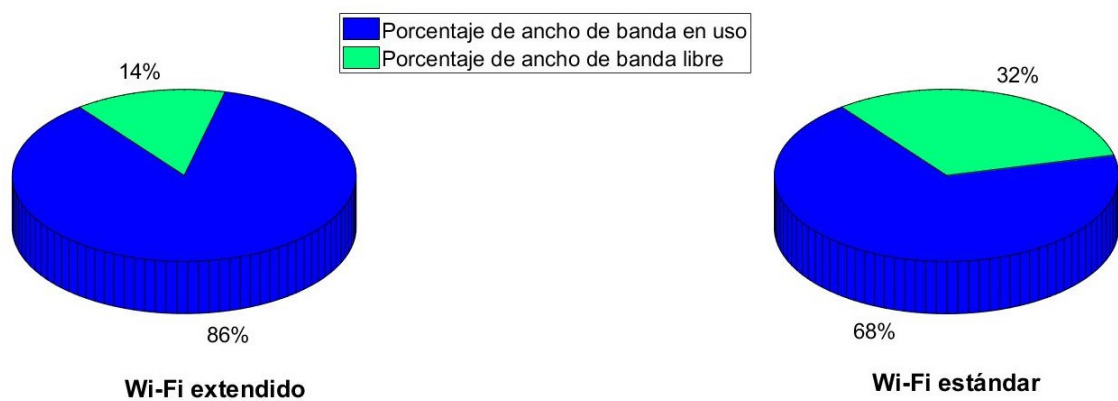 Porcentaje de ancho de banda en uso
Porcentaje de ancho de banda libre
14%
86%
Wi-Fi extendido
32%
68%
Wi-Fi estándar